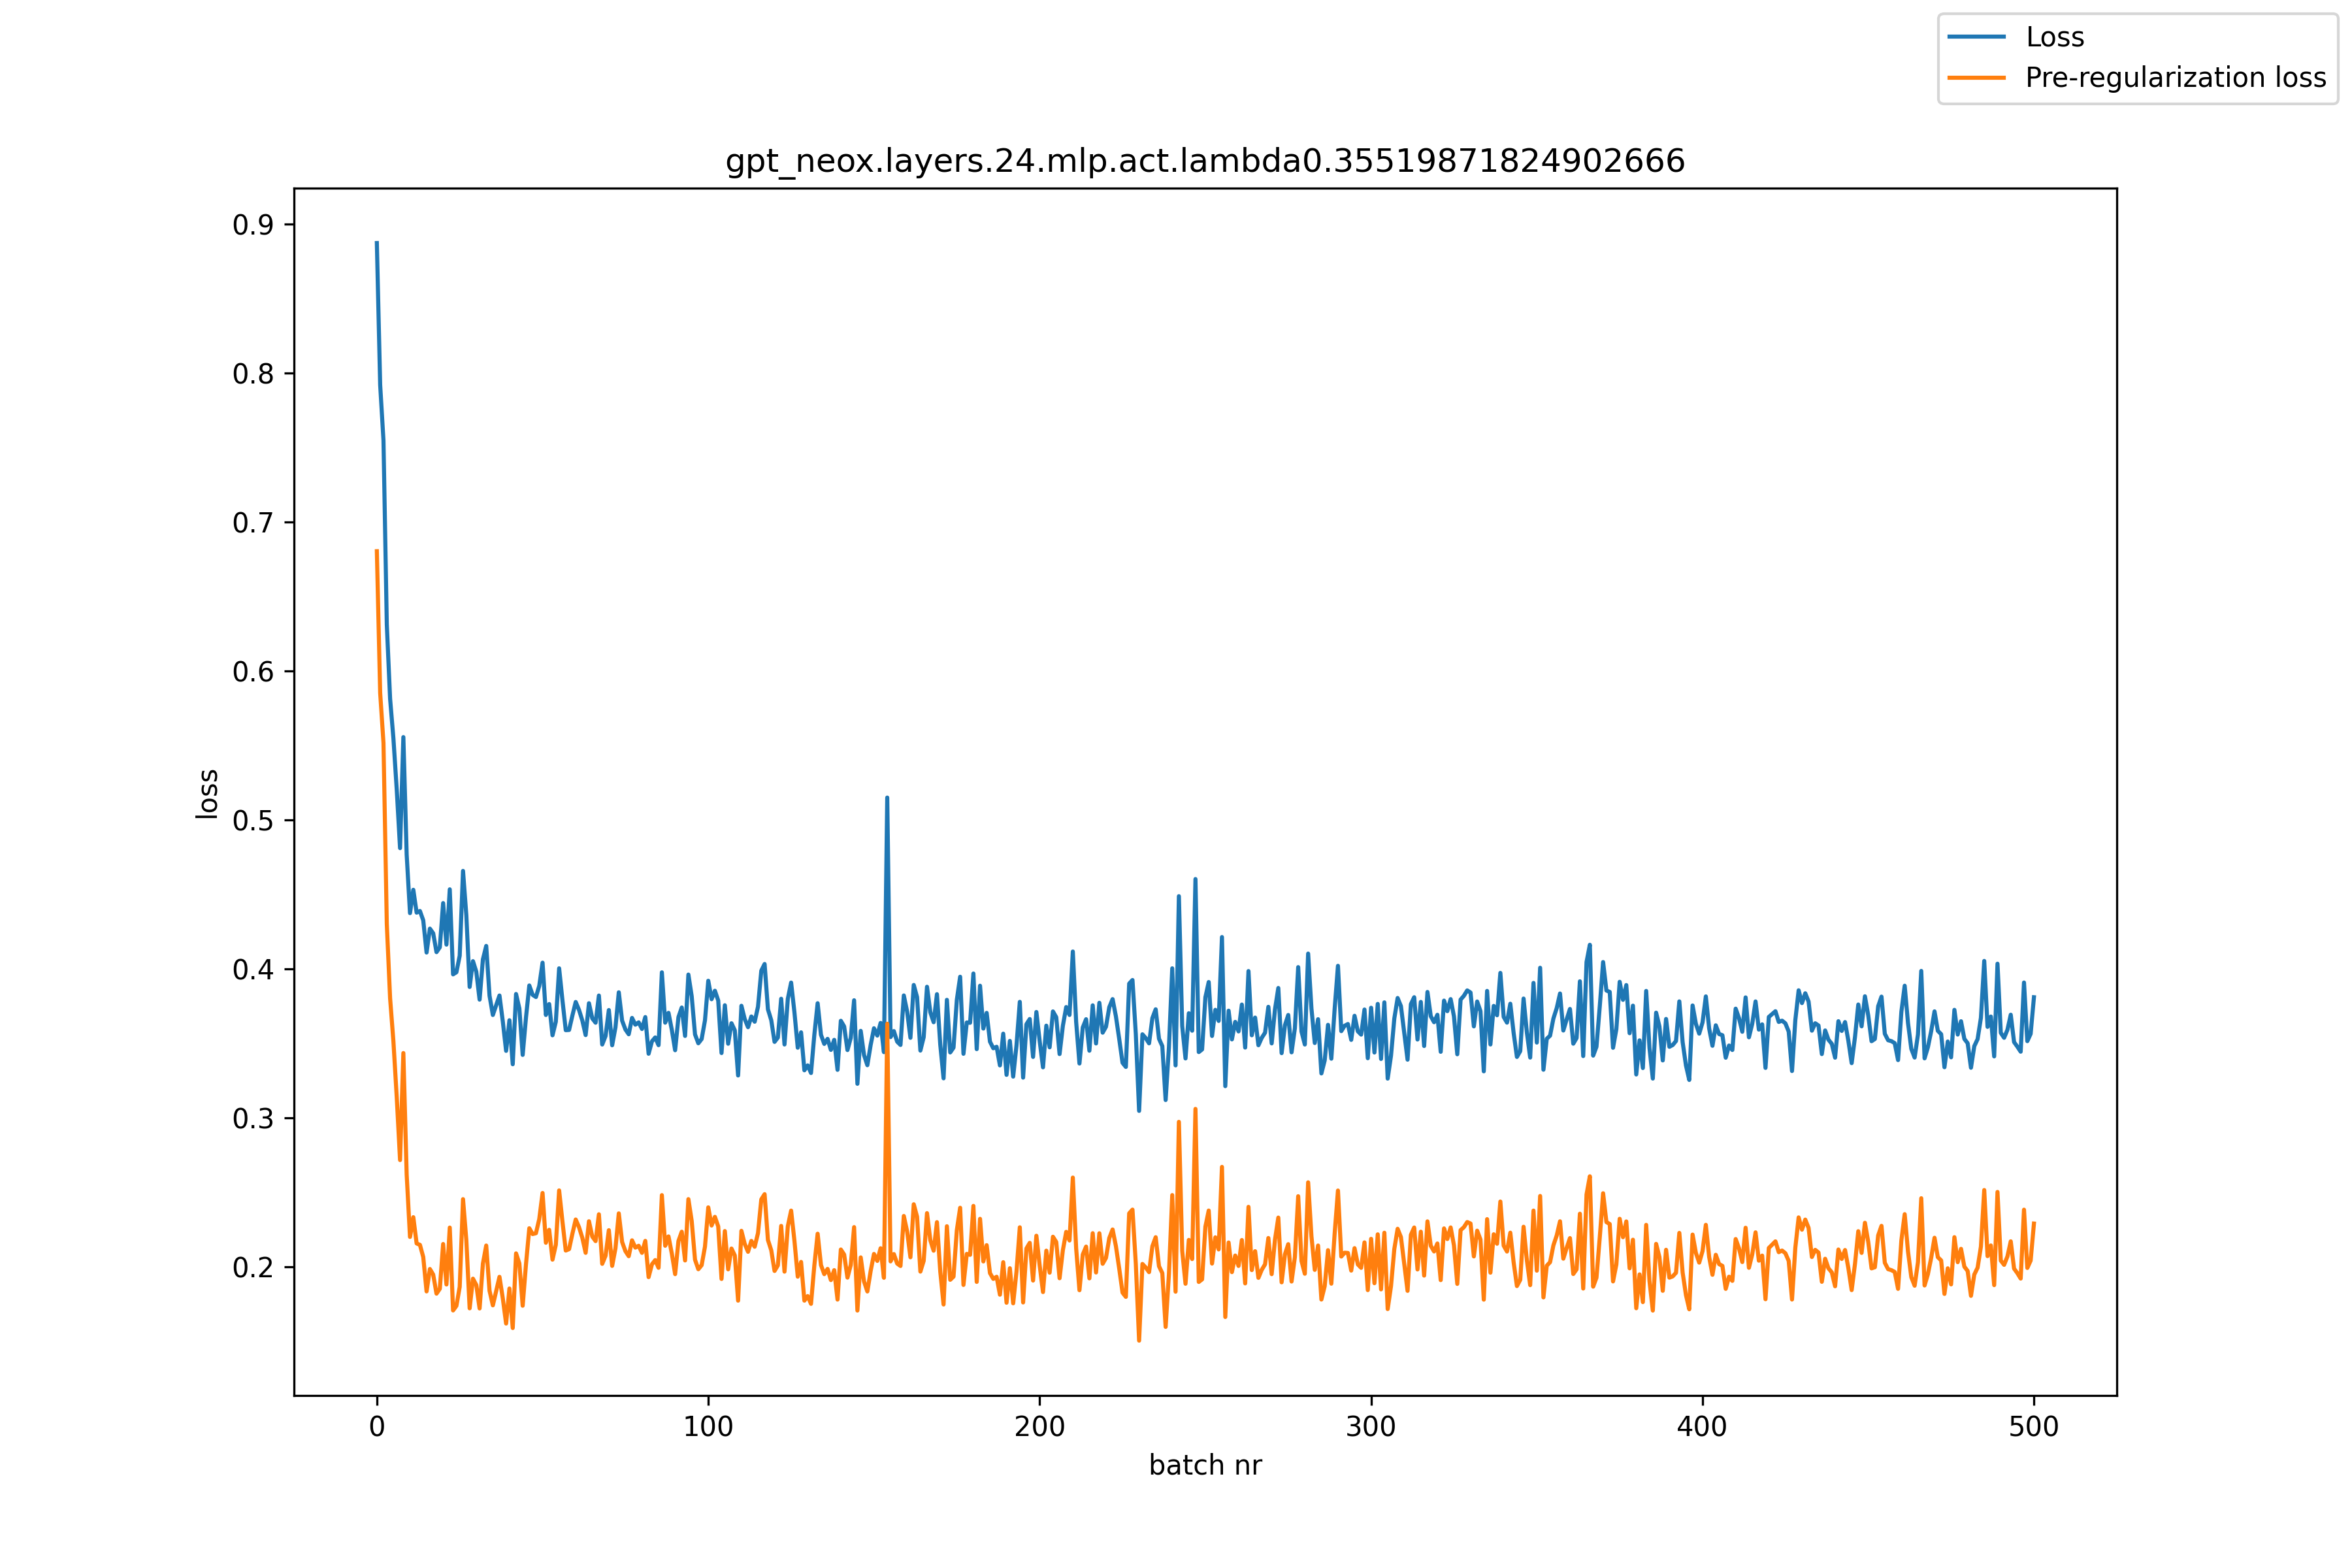 Loss
Pre-regularization loss
gpt_neox.layers.24.mlp.act.lambda0.35519871824902666
0.9
0.8
0.7
0.6
0.5
0.4
0.3
0.2
loss
0 100 200 300 400 500
batch nr